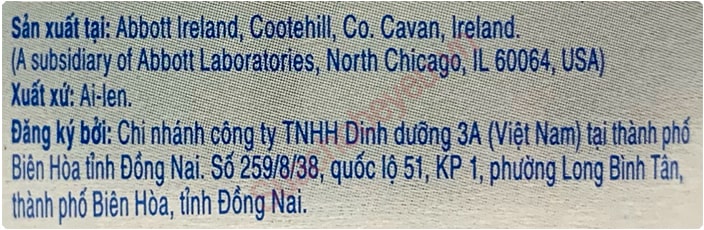 Sản xuất tại: Abbott Ireland, Cootehill, Co. Cavan, Ireland.
(A subsidiary of Abbott Laboratories, North Chicago, IL 60064, USA)
Xuất xứ: Ai-len.
Đăng ký bởi: Chi nhánh công ty TNHH Dinh dưỡng 3A (Việt Nam) tại thành phố
Biên Hòa tỉnh Đồng Nai. Số 259/8/38, quốc lộ 51, KP 1, phường Long Bình Tân,
thành phố Biên Hòa, tỉnh Đồng Nai.